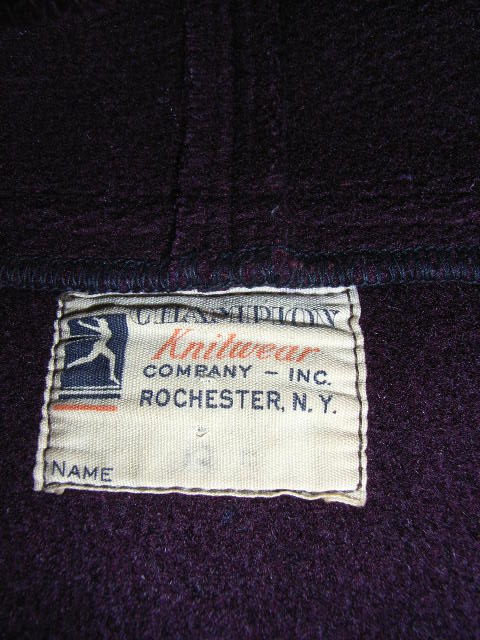 CHAMPION
Knitwear
COMPANY - INC.
ROCHESTER, N. Y.
NAME